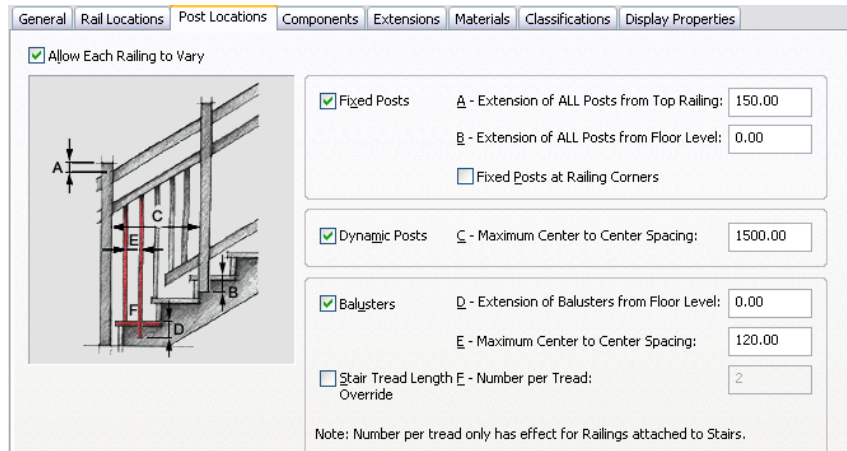 General Rail Locations Post Locations Components Extensions Materials Classifications Display Properties
Allow Each Railing to Vary
Fixed Posts A - Extension of ALL Posts from Top Railing: 150.00
B - Extension of ALL Posts from Floor Level: 0.00
Fixed Posts at Railing Corners
A
C
E
B
F
D
Dynamic Posts C - Maximum Center to Center Spacing: 1500.00
Balusters D - Extension of Balusters from Floor Level: 0.00
E - Maximum Center to Center Spacing: 120.00
Stair Tread Length F - Number per Tread: 2
Override
Note: Number per tread only has effect for Railings attached to Stairs.